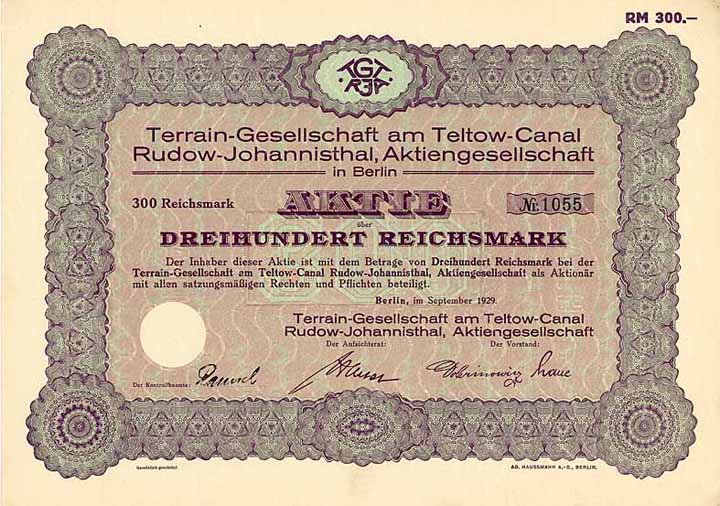 RM 300.—
TGT
RJA
Terrain-Gesellschaft am Teltow-Canal
Rudow-Johannisthal, Aktiengesellschaft
in Berlin
300 Reichsmark AKTIE № 1055
über
DREIHUNDERT REICHSMARK
Der Inhaber dieser Aktie ist mit dem Betrage von Dreihundert Reichsmark bei der
Terrain-Gesellschaft am Teltow-Canal Rudow-Johannisthal, Aktiengesellschaft als Aktionär
mit allen satzungsmäßigen Rechten und Pflichten beteiligt.
Berlin, im September 1929.
Terrain-Gesellschaft am Teltow-Canal
Rudow-Johannisthal, Aktiengesellschaft
Der Aufsichtsrat: Der Vorstand:
Der Kontrollbeamte:
Gesetzlich geschützt.
AD. HAUSSMANN A.-G., BERLIN.